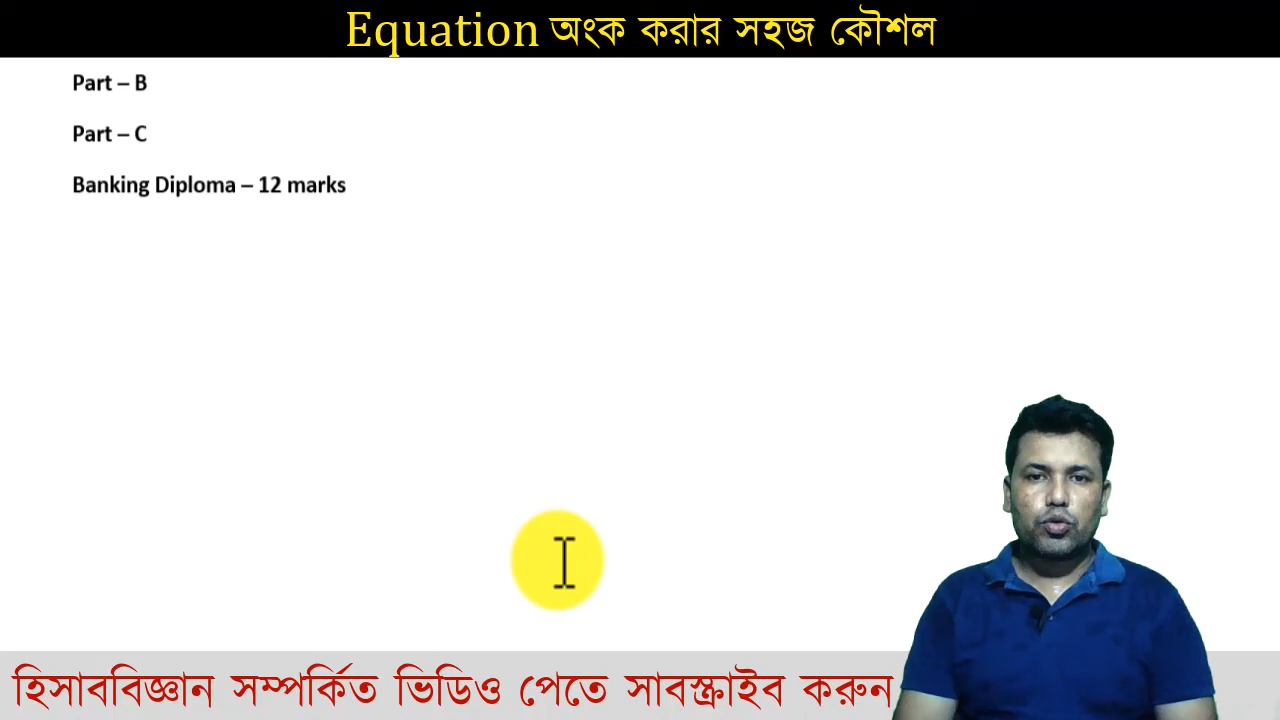 Equation অংক করার সহজ কৌশল
Part – B
Part – C
Banking Diploma – 12 marks
হিসাববিজ্ঞান সম্পর্কিত ভিডিও পেতে সাবস্ক্রাইব করুন